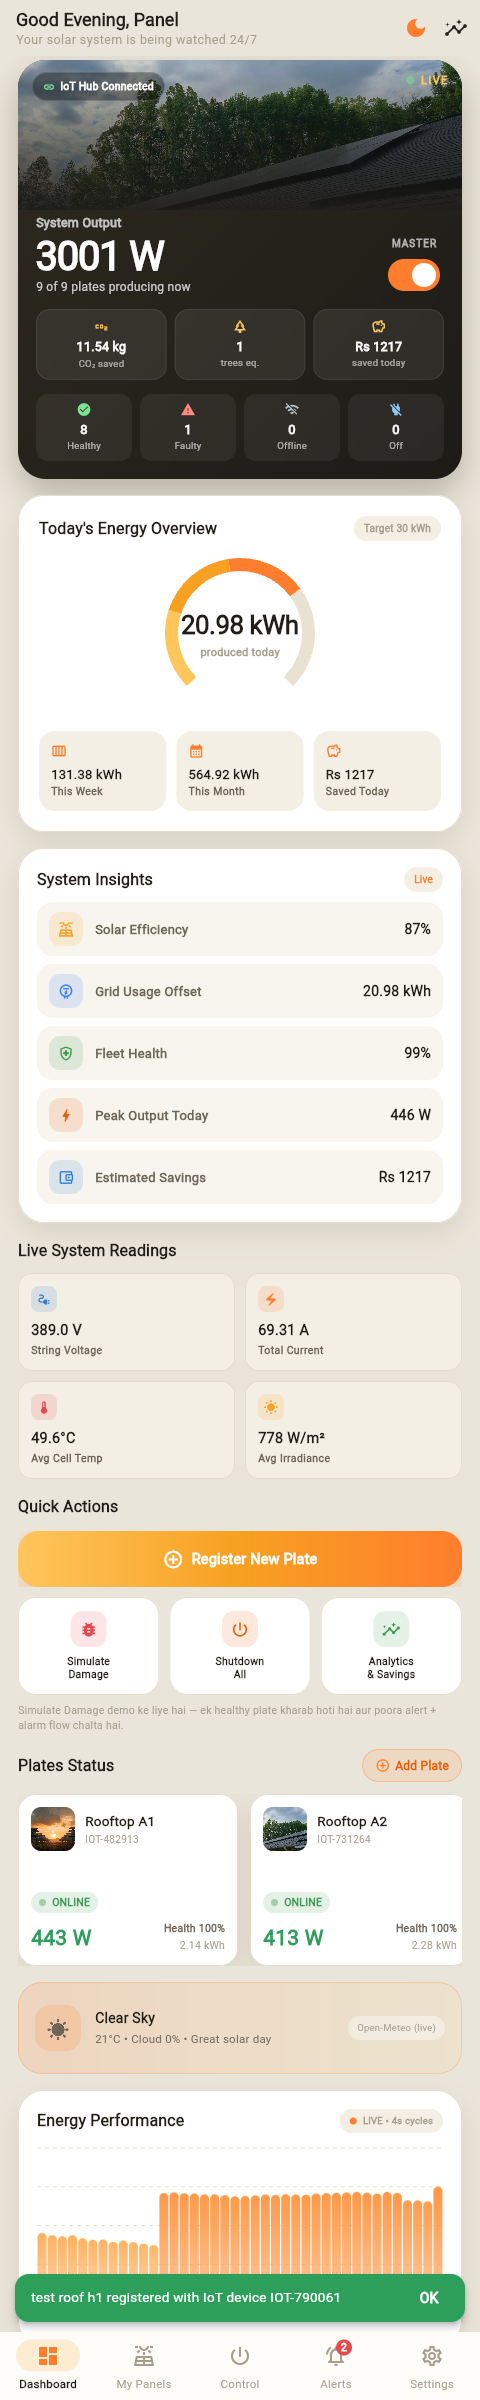 Good Evening, Panel
Your solar system is being watched 24/7
IoT Hub Connected
LIVE
System Output
3001 W
9 of 9 plates producing now
MASTER
CO₂
11.54 kg
CO₂ saved
1
trees eq.
Rs 1217
saved today
8
Healthy
1
Faulty
0
Offline
0
Off
Today's Energy Overview
Target 30 kWh
20.98 kWh
produced today
131.38 kWh
This Week
564.92 kWh
This Month
Rs 1217
Saved Today
System Insights
Live
Solar Efficiency
87%
Grid Usage Offset
20.98 kWh
Fleet Health
99%
Peak Output Today
446 W
Estimated Savings
Rs 1217
Live System Readings
389.0 V
String Voltage
69.31 A
Total Current
49.6°C
Avg Cell Temp
778 W/m²
Avg Irradiance
Quick Actions
Register New Plate
Simulate
Damage
Shutdown
All
Analytics
& Savings
Simulate Damage demo ke liye hai — ek healthy plate kharab hoti hai aur poora alert +
alarm flow chalta hai.
Plates Status
Add Plate
Rooftop A1
IOT-482913
ONLINE
443 W
Health 100%
2.14 kWh
Rooftop A2
IOT-731264
ONLINE
413 W
Health 100%
2.28 kWh
Clear Sky
21°C • Cloud 0% • Great solar day
Open-Meteo (live)
Energy Performance
LIVE • 4s cycles
test roof h1 registered with IoT device IOT-790061
OK
2
Dashboard
My Panels
Control
Alerts
Settings